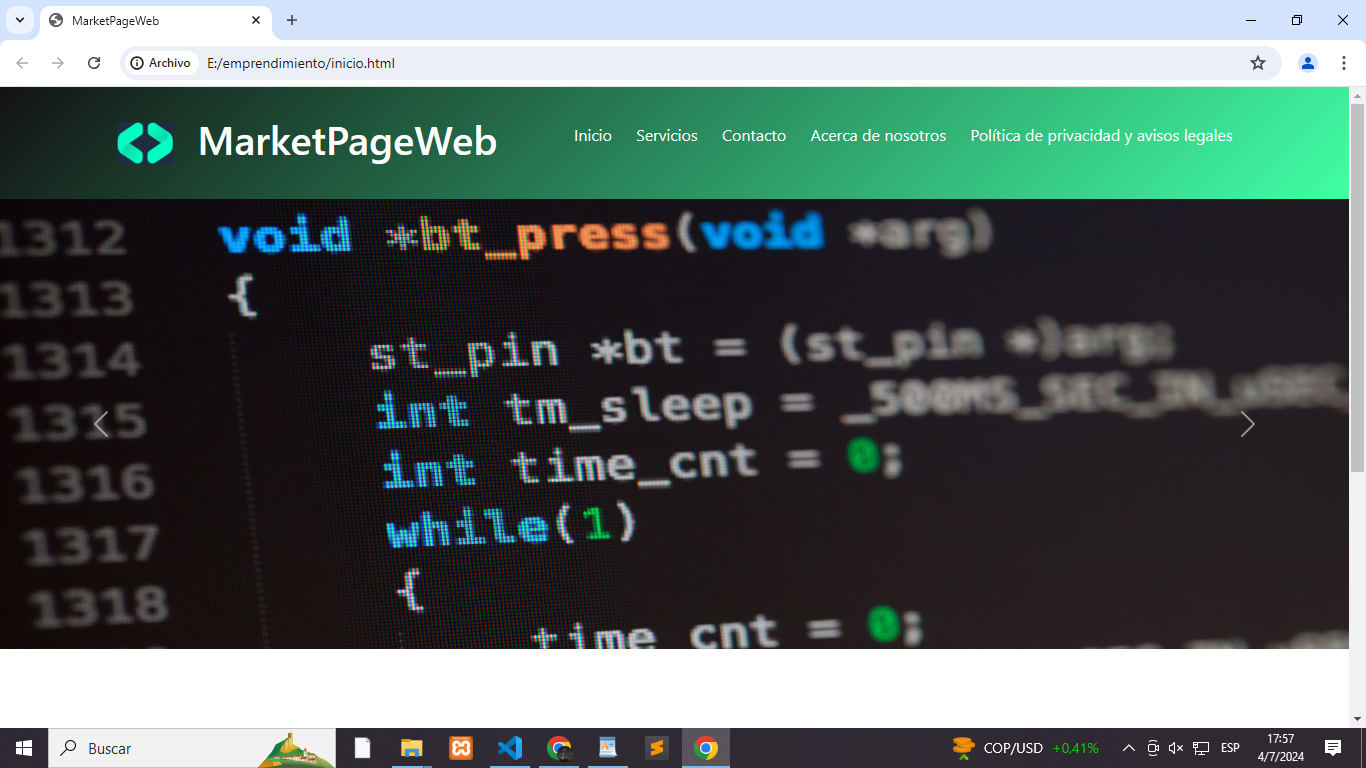 MarketPageWeb
Archivo
E:/emprendimiento/inicio.html
MarketPageWeb
Inicio
Servicios
Contacto
Acerca de nosotros
Política de privacidad y avisos legales
1312 void *bt_press(void *arg)
1313 {
1314 st_pin *bt = (st_pin *)arg;
1315 int tm_sleep = _500MS_SEC_IN_
1316 int time_cnt = 0;
1317 while(1)
1318 {
time_cnt = 0;
Buscar
COP/USD +0,41%
ESP
17:57
4/7/2024